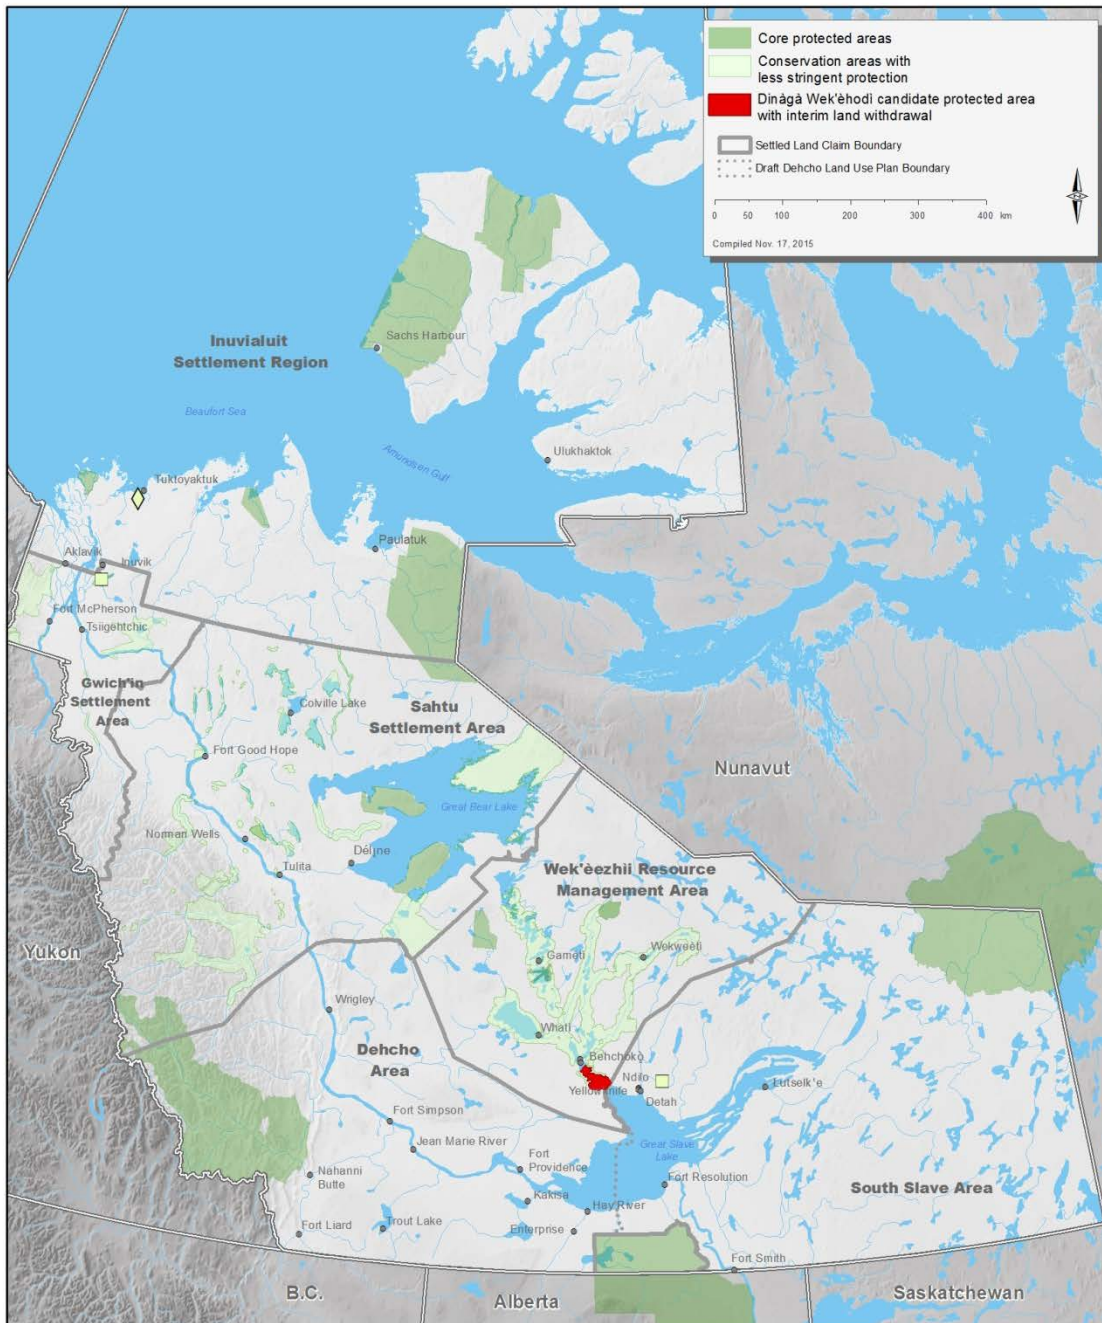 Core protected areas
Conservation areas with
less stringent protection
Dìnàgà Wek'èhodì candidate protected area
with interim land withdrawal
Settled Land Claim Boundary
Draft Dehcho Land Use Plan Boundary
0 50 100 200 300 400 km
N
Compiled Nov. 17, 2015
Inuvialuit
Settlement Region
Sachs Harbour
Beaufort Sea
Amundsen Gulf
Ulukhaktok
Tuktoyaktuk
Paulatuk
Aklavik
Inuvik
Fort McPherson
Tsiigehtchic
Gwich'in
Settlement
Area
Colville Lake
Sahtu
Settlement Area
Fort Good Hope
Nunavut
Great Bear Lake
Norman Wells
Déline
Tulita
Wek'èezhìi Resource
Management Area
Yukon
Gametì
Wekweètì
Wrigley
Whatì
Dehcho
Area
Behchokǫ̀
Yellowknife
Ndilo
Detah
Lutselk'e
Fort Simpson
Jean Marie River
Great Slave
Lake
Fort
Providence
Nahanni
Butte
Fort Resolution
South Slave Area
Kakisa
Hay River
Fort Liard
Trout Lake
Enterprise
Fort Smith
B.C.
Alberta
Saskatchewan